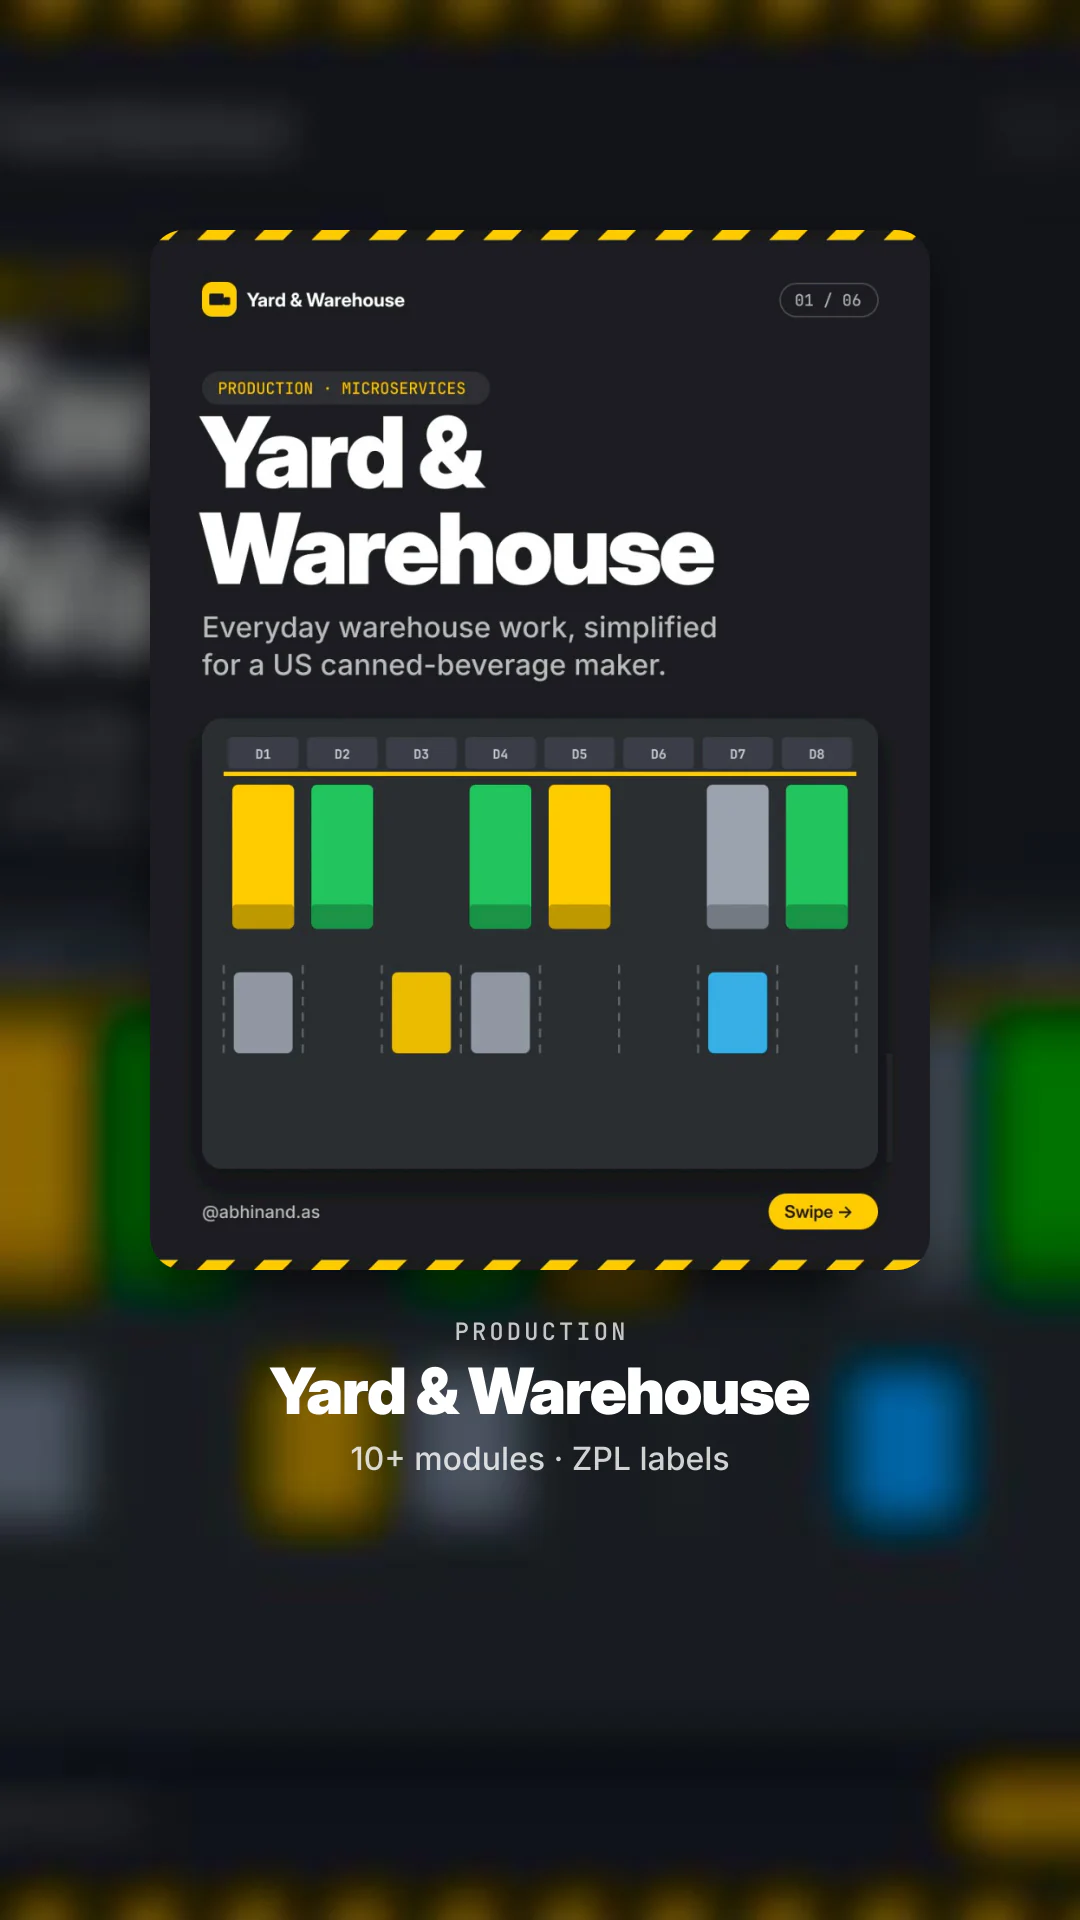 Yard & Warehouse
01 / 06
PRODUCTION · MICROSERVICES
Yard &
Warehouse
Everyday warehouse work, simplified
for a US canned-beverage maker.
D1 D2 D3 D4 D5 D6 D7 D8
@abhinand.as
Swipe →
PRODUCTION
Yard & Warehouse
10+ modules · ZPL labels